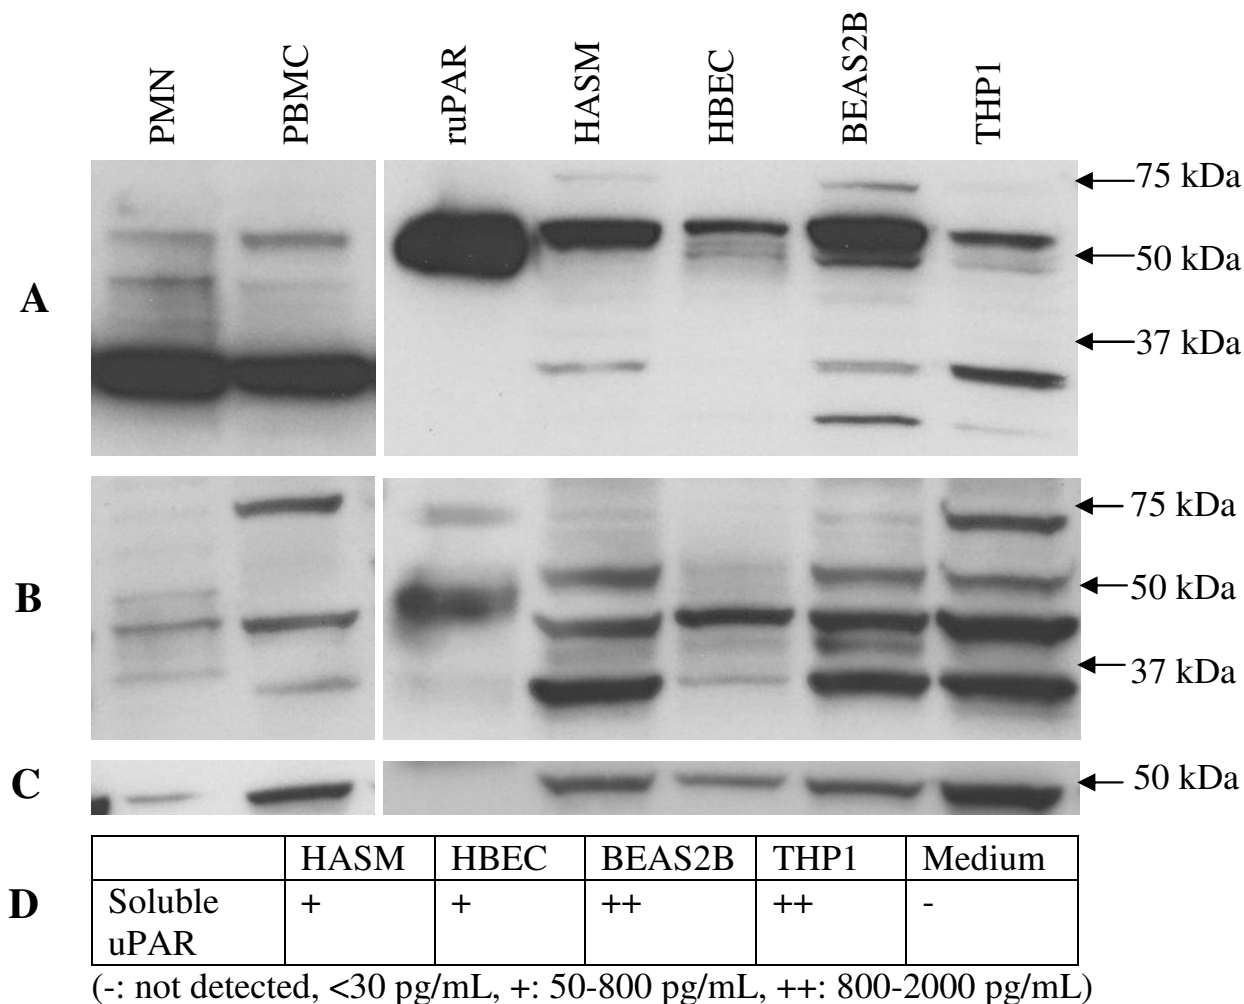 PMN
PBMC
ruPAR
HASM
HBEC
BEAS2B
THP1
A
75 kDa
50 kDa
37 kDa
B
75 kDa
50 kDa
37 kDa
C
50 kDa
D
HASM HBEC BEAS2B THP1 Medium
Soluble + + ++ ++ -
uPAR
(-: not detected, <30 pg/mL, +: 50-800 pg/mL, ++: 800-2000 pg/mL)